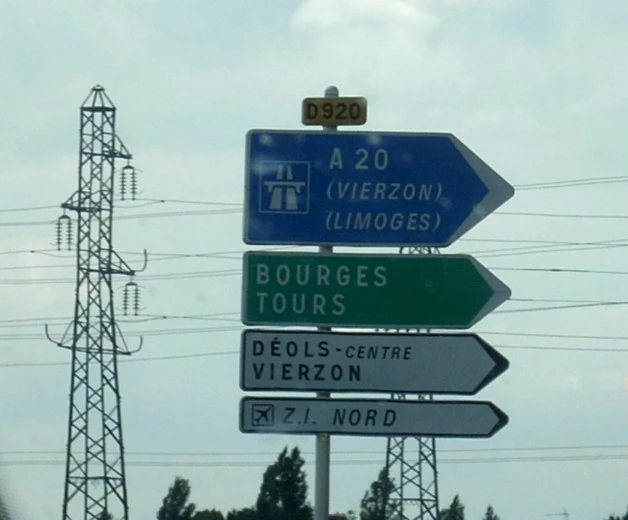 D920
A 20
(VIERZON)
(LIMOGES)
BOURGES
TOURS
DÉOLS-CENTRE
VIERZON
Z.I. NORD